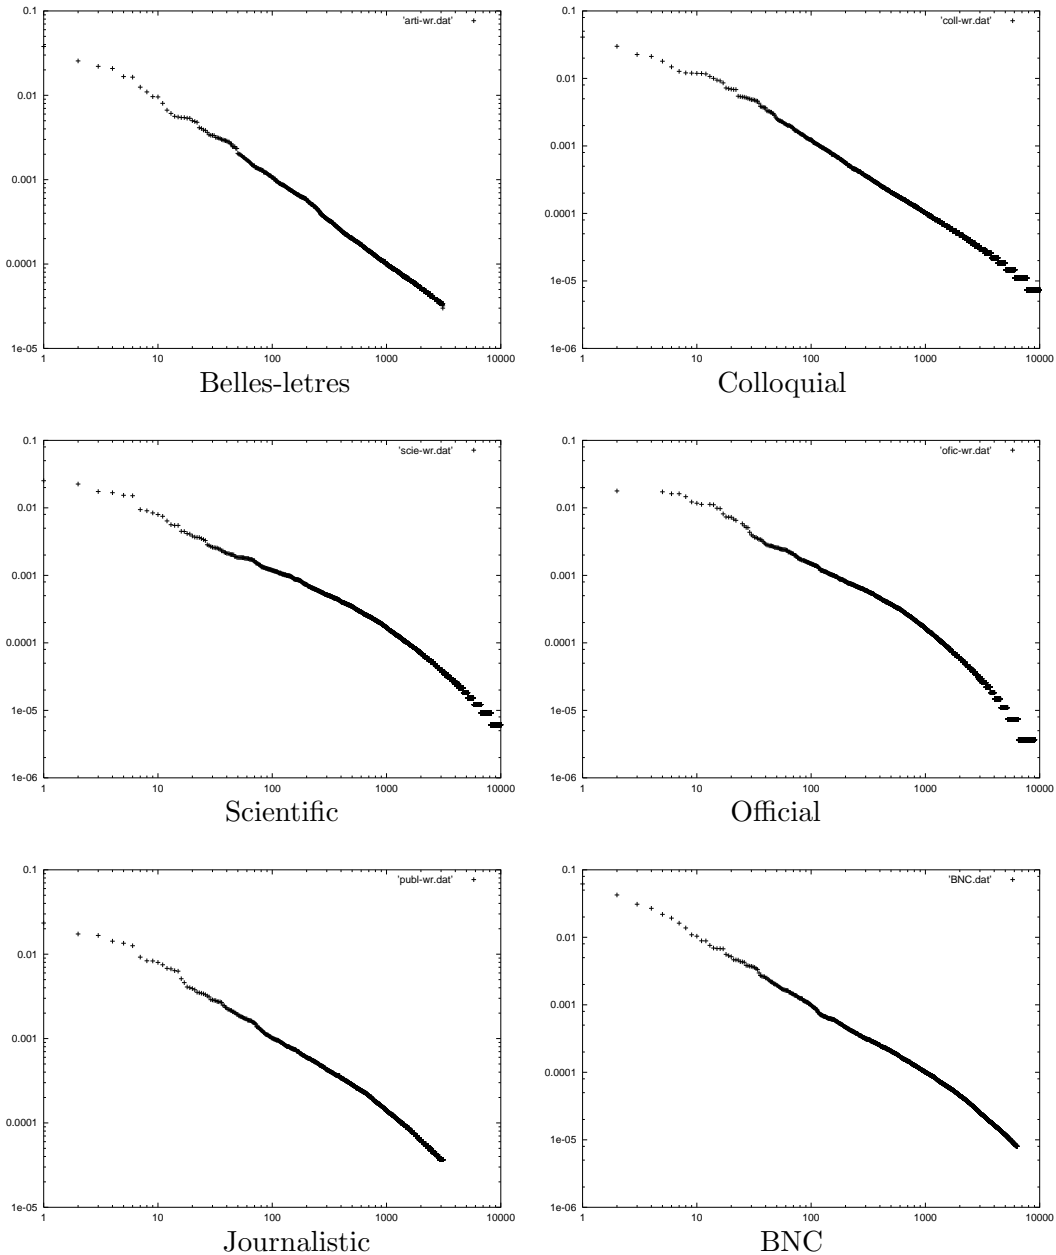 0.1
0.01
0.001
0.0001
1e-05
1 10 100 1000 10000
'arti-wr.dat'
Belles-letres
0.1
0.01
0.001
0.0001
1e-05
1e-06
1 10 100 1000 10000
'coll-wr.dat'
Colloquial
0.1
0.01
0.001
0.0001
1e-05
1e-06
1 10 100 1000 10000
'scie-wr.dat'
Scientific
0.1
0.01
0.001
0.0001
1e-05
1e-06
1 10 100 1000 10000
'ofic-wr.dat'
Official
0.1
0.01
0.001
0.0001
1e-05
1 10 100 1000 10000
'publ-wr.dat'
Journalistic
0.1
0.01
0.001
0.0001
1e-05
1e-06
1 10 100 1000 10000
'BNC.dat'
BNC